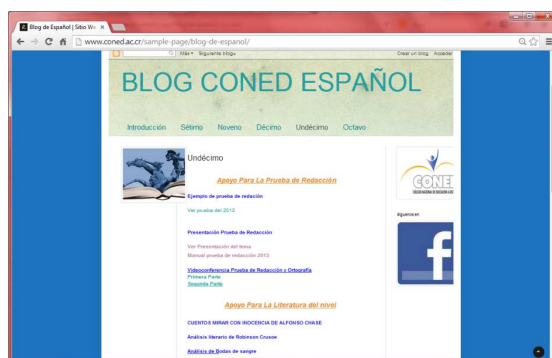 Blog de Español | Sitio W
www.coned.ac.cr/sample-page/blog-de-espanol/
Más Siguiente blog»
Crear un blog Acceder
BLOG CONED ESPAÑOL
Introducción Sétimo Noveno Décimo Undécimo Octavo
Undécimo
Apoyo Para La Prueba de Redacción
Ejemplo de prueba de redación
Ver prueba del 2012
Presentación Prueba de Redacción
Ver Presentación del tema
Manual prueba de redacción 2013
Videoconferencia Prueba de Redacción y Ortografía
Primera Parte
Segunda Parte
Apoyo Para La Literatura del nivel
CUENTOS MIRAR CON INOCENCIA DE ALFONSO CHASE
Análisis literario de Robinson Crusoe
Análisis de Bodas de sangre
CONED
Síguenos en